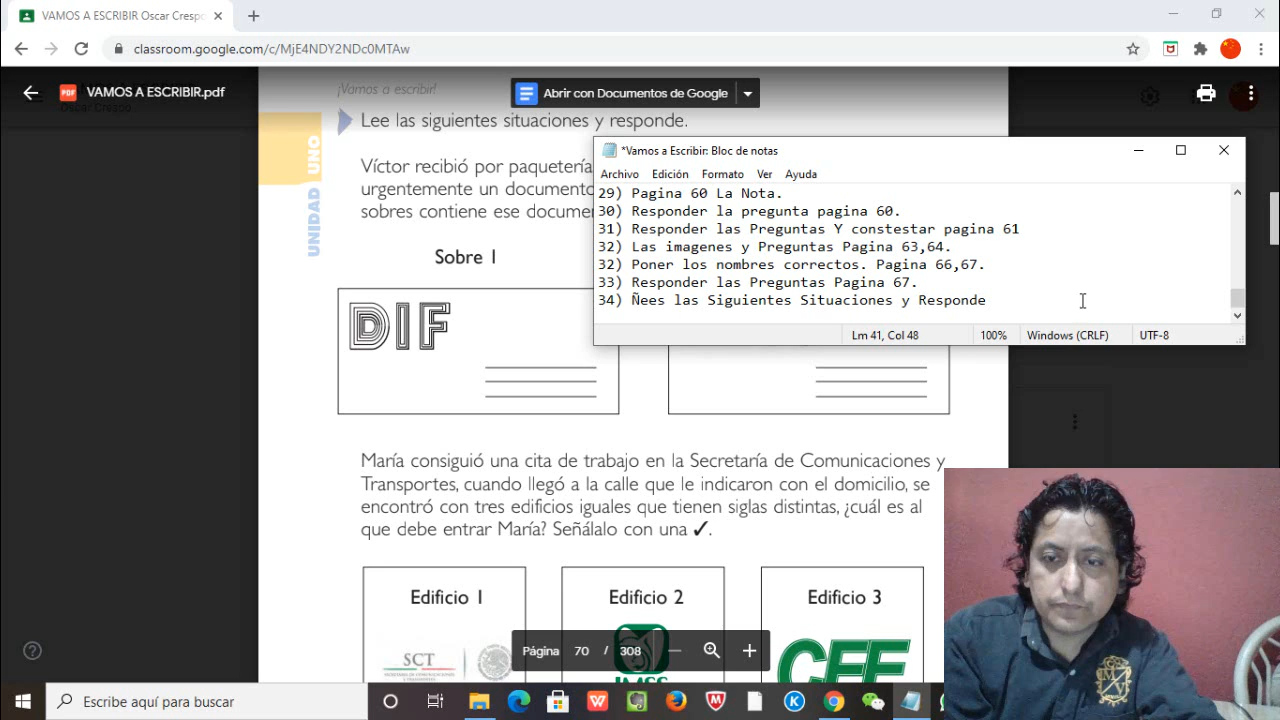 VAMOS A ESCRIBIR Oscar Crespo
classroom.google.com/c/MjE4NDY2NDc0MTAw
VAMOS A ESCRIBIR.pdf
Oscar Crespo
Abrir con Documentos de Google
¡Vamos a escribir!
UNIDAD UNO
Lee las siguientes situaciones y responde.
Víctor recibió por paquetería
urgentemente un documento
sobres contiene ese docume
Sobre 1
DIF
*Vamos a Escribir: Bloc de notas
Archivo Edición Formato Ver Ayuda
29) Pagina 60 La Nota.
30) Responder la pregunta pagina 60.
31) Responder las Preguntas Y constestar pagina 61
32) Las imagenes y Preguntas Pagina 63,64.
32) Poner los nombres correctos. Pagina 66,67.
33) Responder las Preguntas Pagina 67.
34) Ñees las Siguientes Situaciones y Responde
Lm 41, Col 48 100% Windows (CRLF) UTF-8
María consiguió una cita de trabajo en la Secretaría de Comunicaciones y
Transportes, cuando llegó a la calle que le indicaron con el domicilio, se
encontró con tres edificios iguales que tienen siglas distintas, ¿cuál es al
que debe entrar María? Señálalo con una ✓.
Edificio 1 Edificio 2 Edificio 3
SCT IMSS CFE
Página 70 / 308
Escribe aquí para buscar